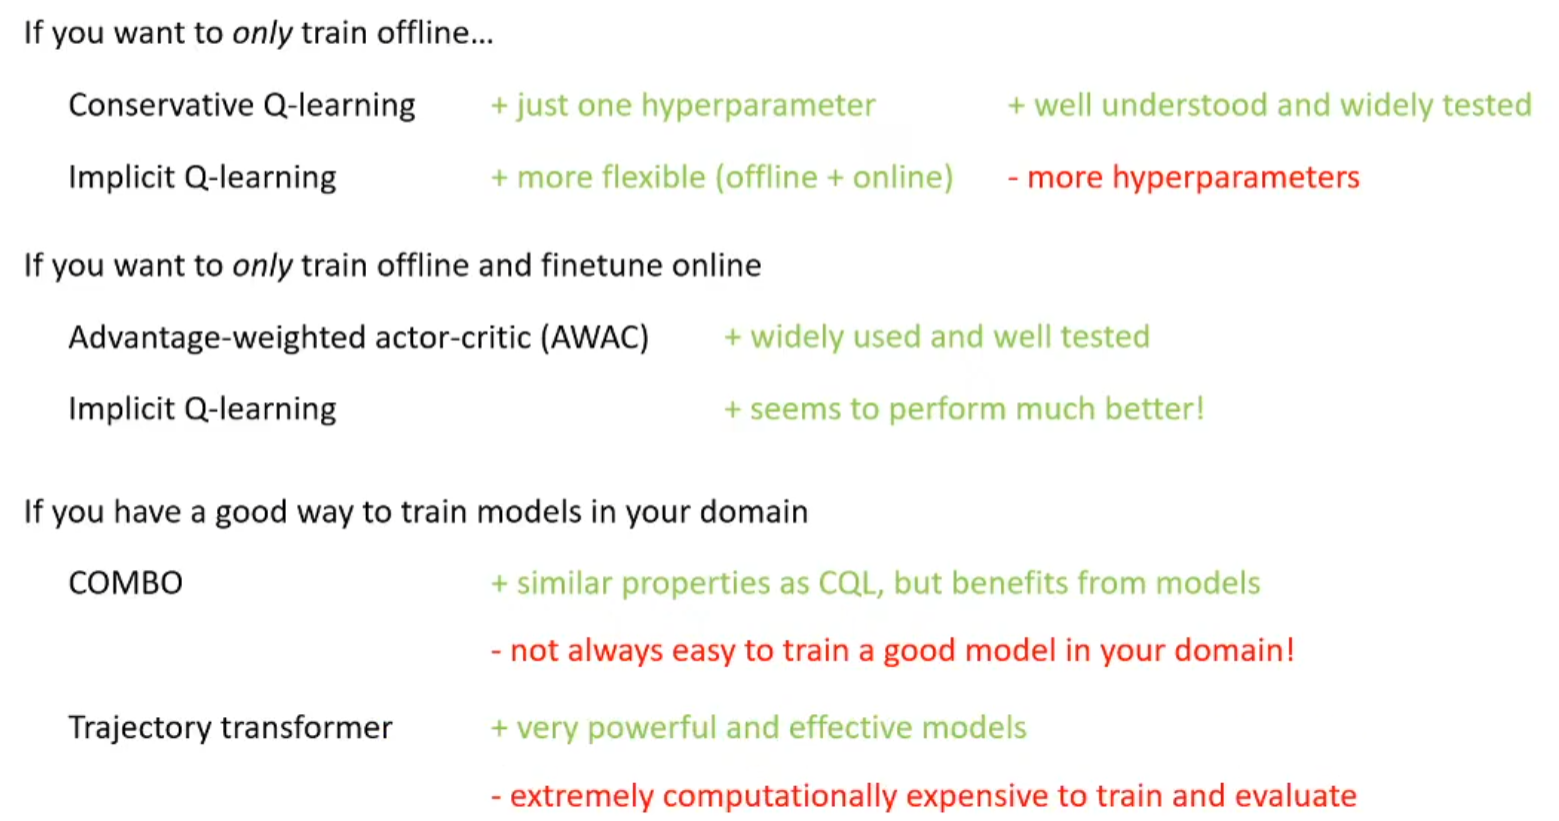 If you want to only train offline...
Conservative Q-learning + just one hyperparameter + well understood and widely tested
Implicit Q-learning + more flexible (offline + online) - more hyperparameters
If you want to only train offline and finetune online
Advantage-weighted actor-critic (AWAC) + widely used and well tested
Implicit Q-learning + seems to perform much better!
If you have a good way to train models in your domain
COMBO + similar properties as CQL, but benefits from models
- not always easy to train a good model in your domain!
Trajectory transformer + very powerful and effective models
- extremely computationally expensive to train and evaluate